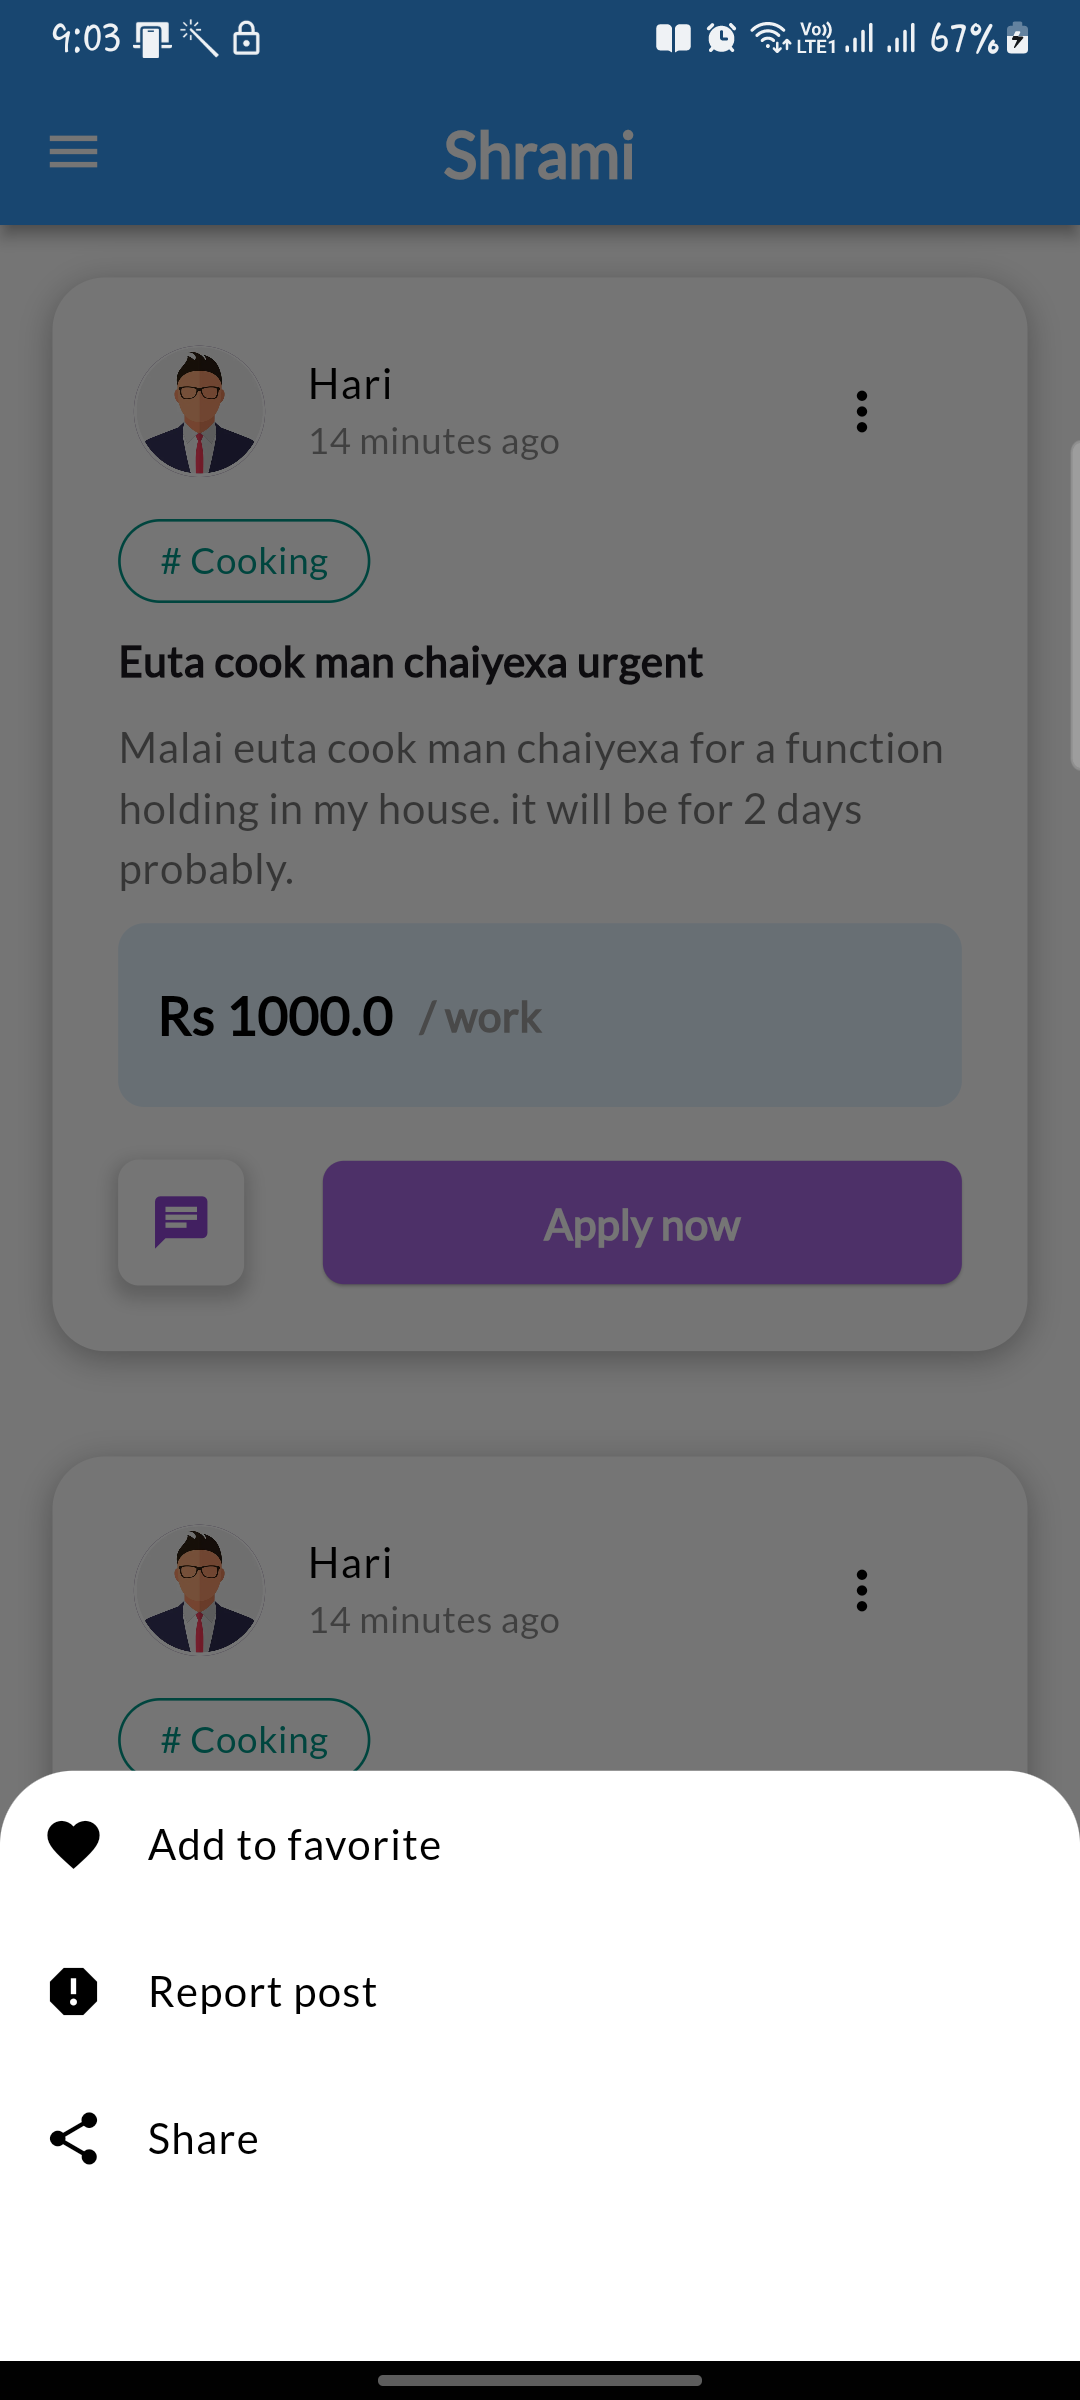 9:03
Vo))
LTE1
67%
Shrami
Hari
14 minutes ago
# Cooking
Euta cook man chaiyexa urgent
Malai euta cook man chaiyexa for a function
holding in my house. it will be for 2 days
probably.
Rs 1000.0 / work
Apply now
Hari
14 minutes ago
# Cooking
Add to favorite
Report post
Share